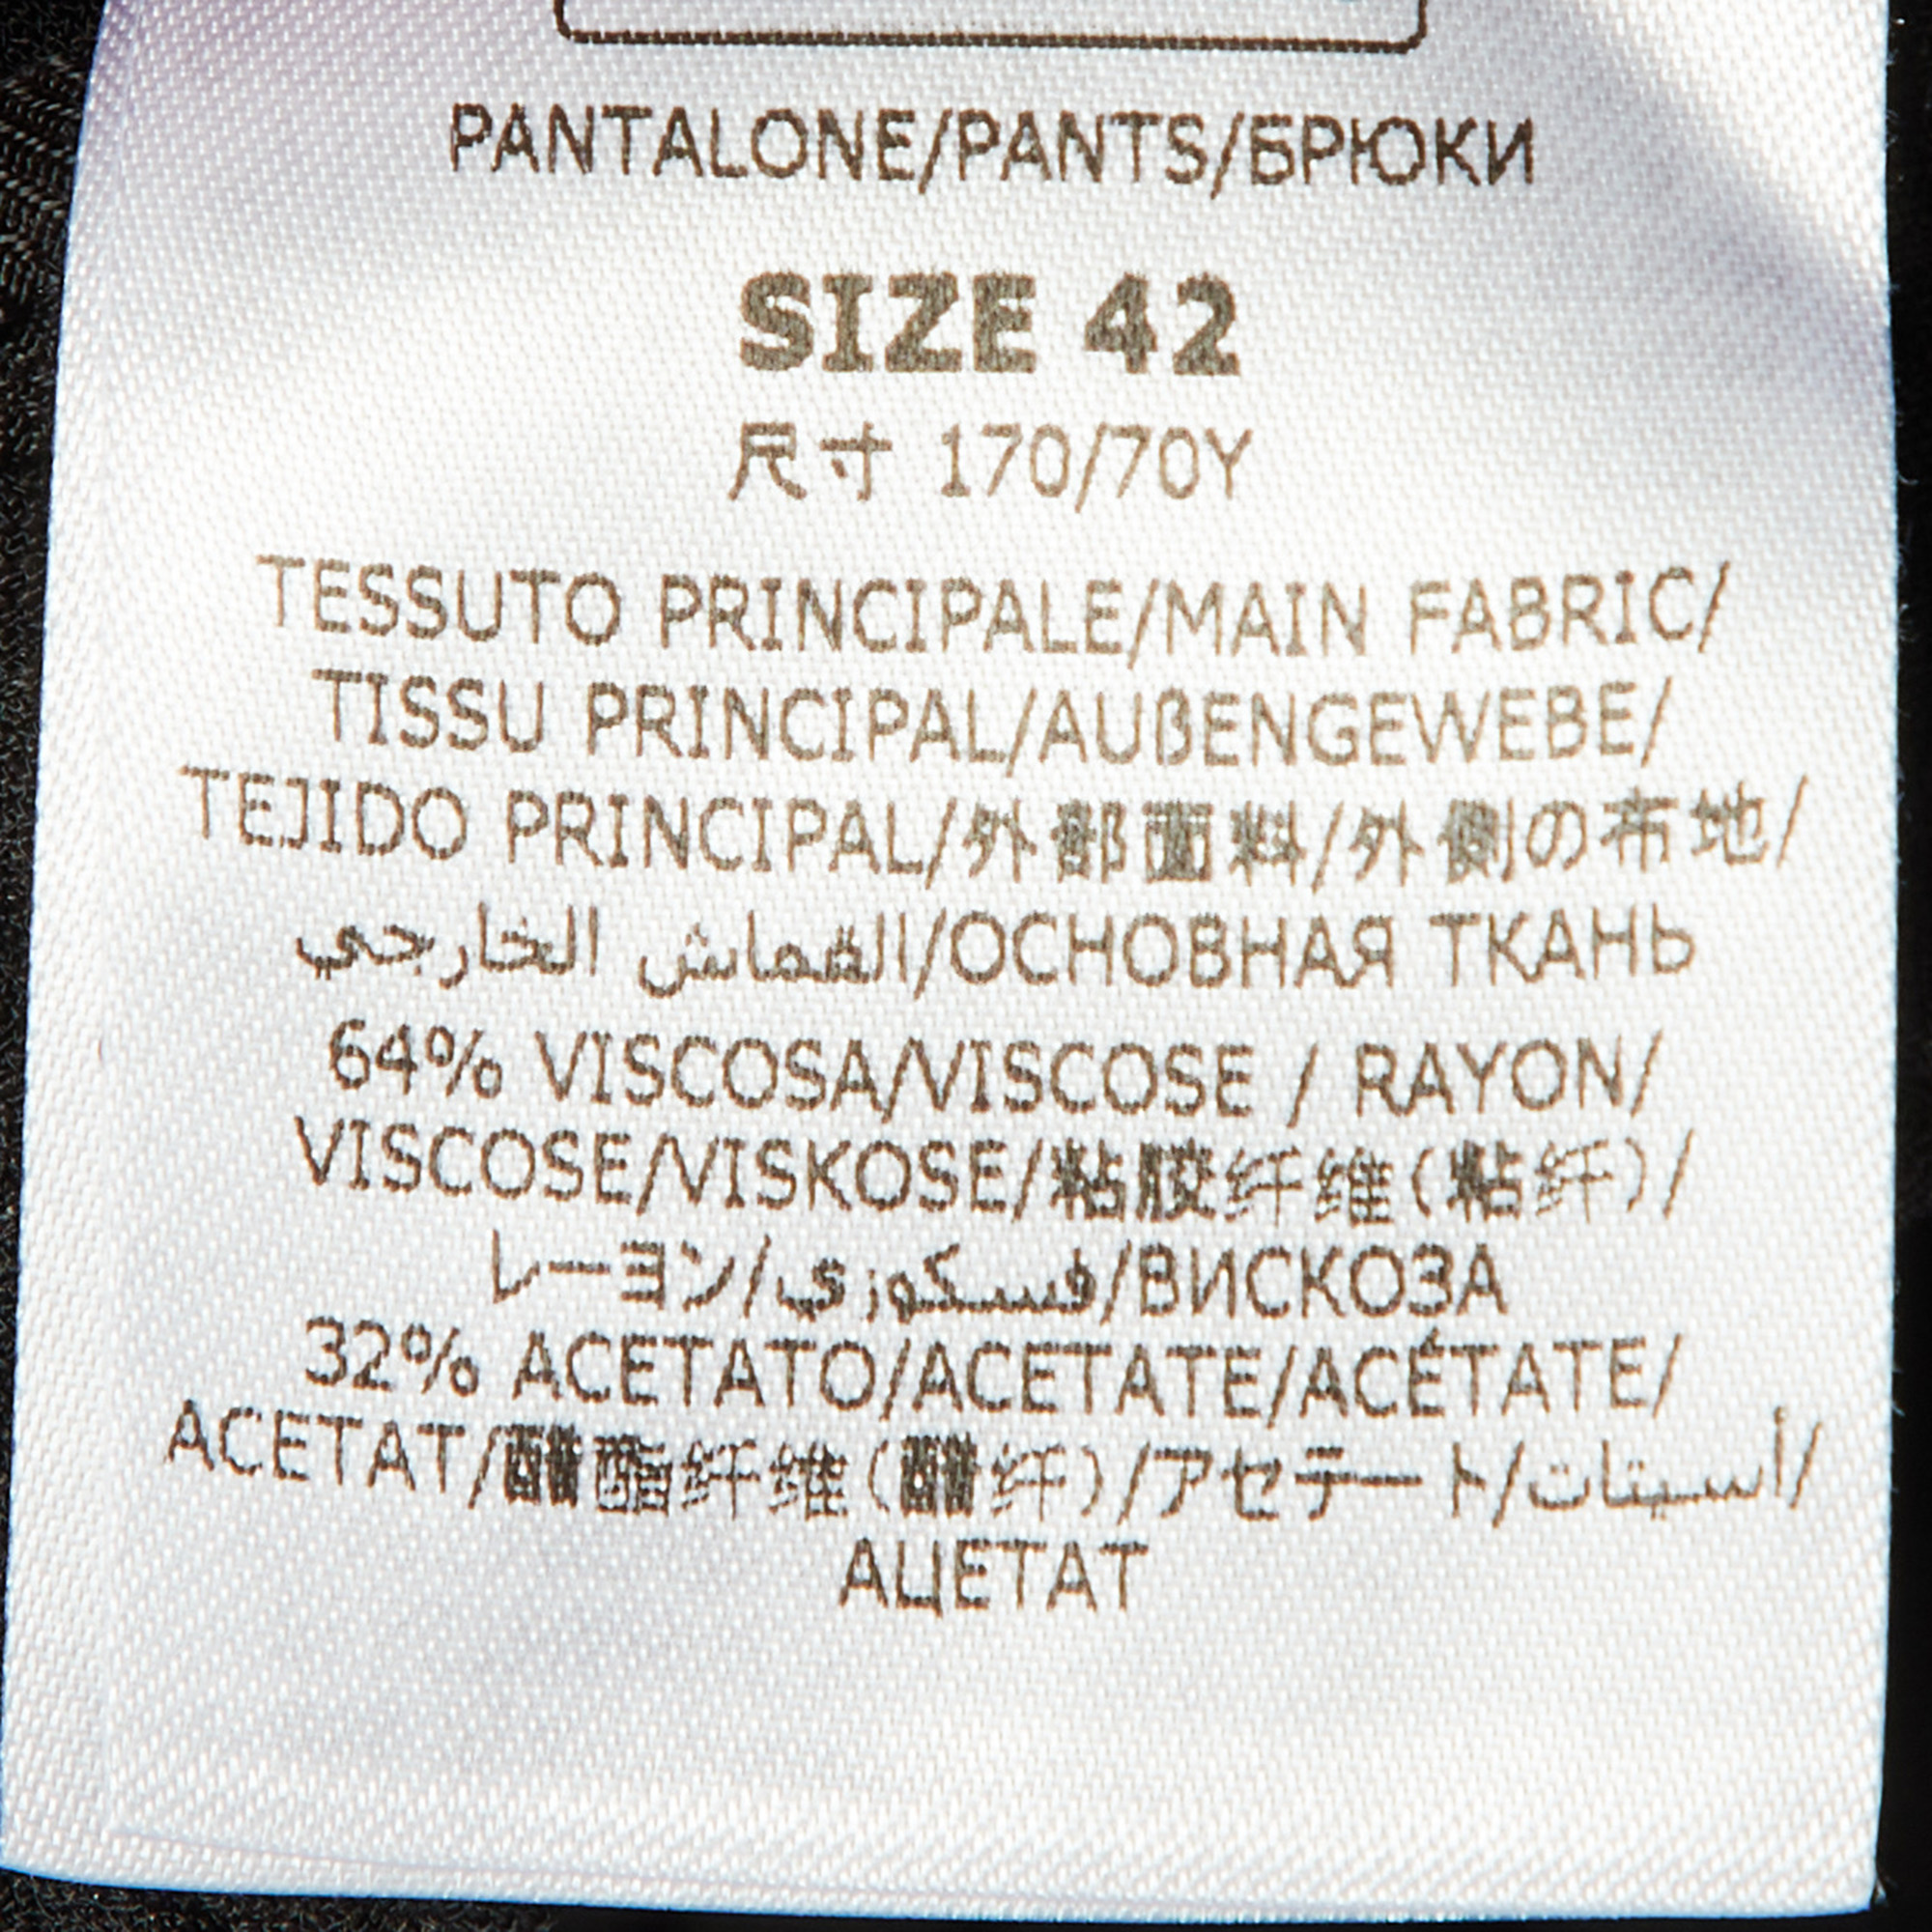 PANTALONE/PANTS/БРЮКИ
SIZE 42
尺寸 170/70Y
TESSUTO PRINCIPALE/MAIN FABRIC/
TISSU PRINCIPAL/AUßENGEWEBE/
TEJIDO PRINCIPAL/外部面料/外側の布地/
القماش الخارجي/ОСНОВНАЯ ТКАНЬ
64% VISCOSA/VISCOSE / RAYON/
VISCOSE/VISKOSE/粘胶纤维(粘纤)/
レーヨン/فسكوزي/ВИСКОЗА
32% ACETATO/ACETATE/ACÉTATE/
ACETAT/醋酯纤维(醋纤)/アセテート/أسيتات/
АЦЕТАТ